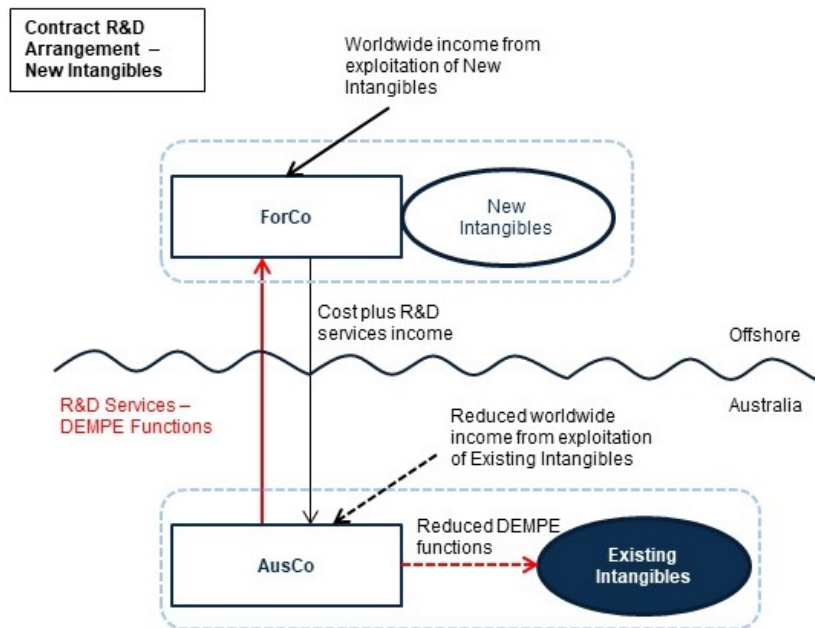 Contract R&D
Arrangement –
New Intangibles
Worldwide income from
exploitation of New
Intangibles
ForCo
New
Intangibles
Cost plus R&D
services income
Offshore
R&D Services –
DEMPE Functions
Australia
Reduced worldwide
income from exploitation
of Existing Intangibles
Reduced DEMPE
functions
AusCo
Existing
Intangibles